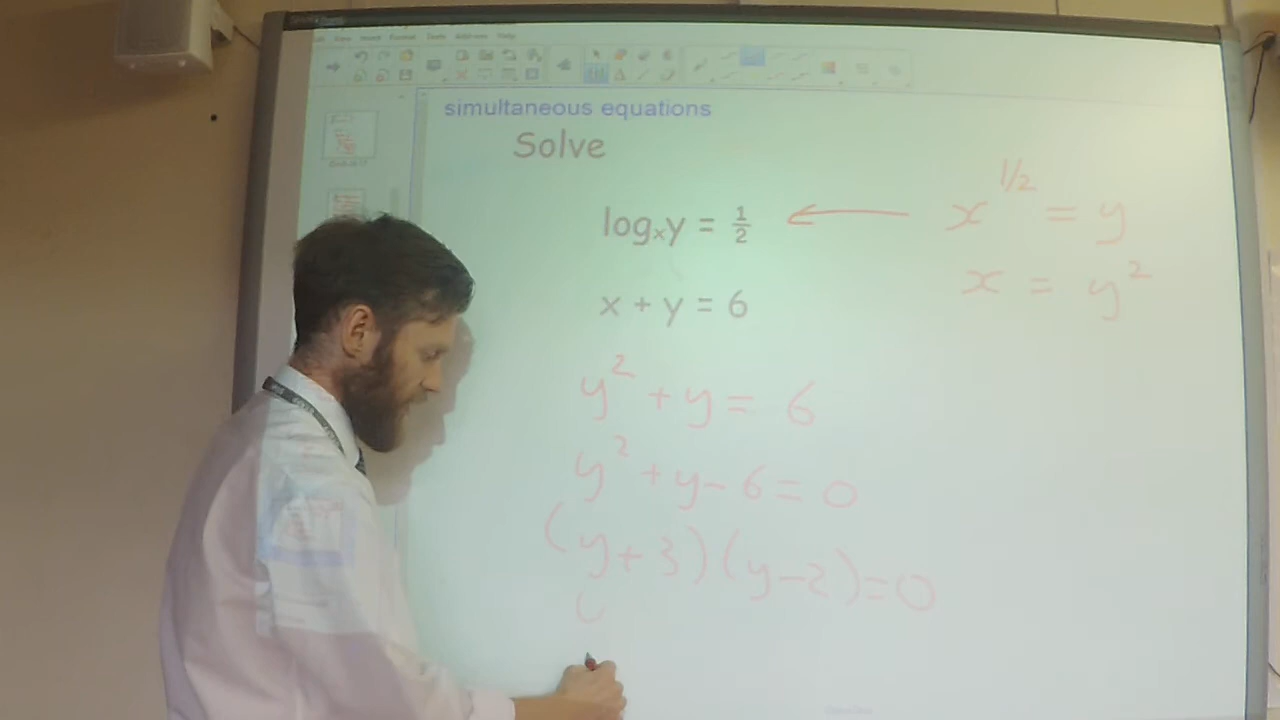 simultaneous equations
Solve
logₓy = ½
x^1/2 = y
x = y²
x + y = 6
y² + y = 6
y² + y - 6 = 0
(y + 3)(y - 2) = 0